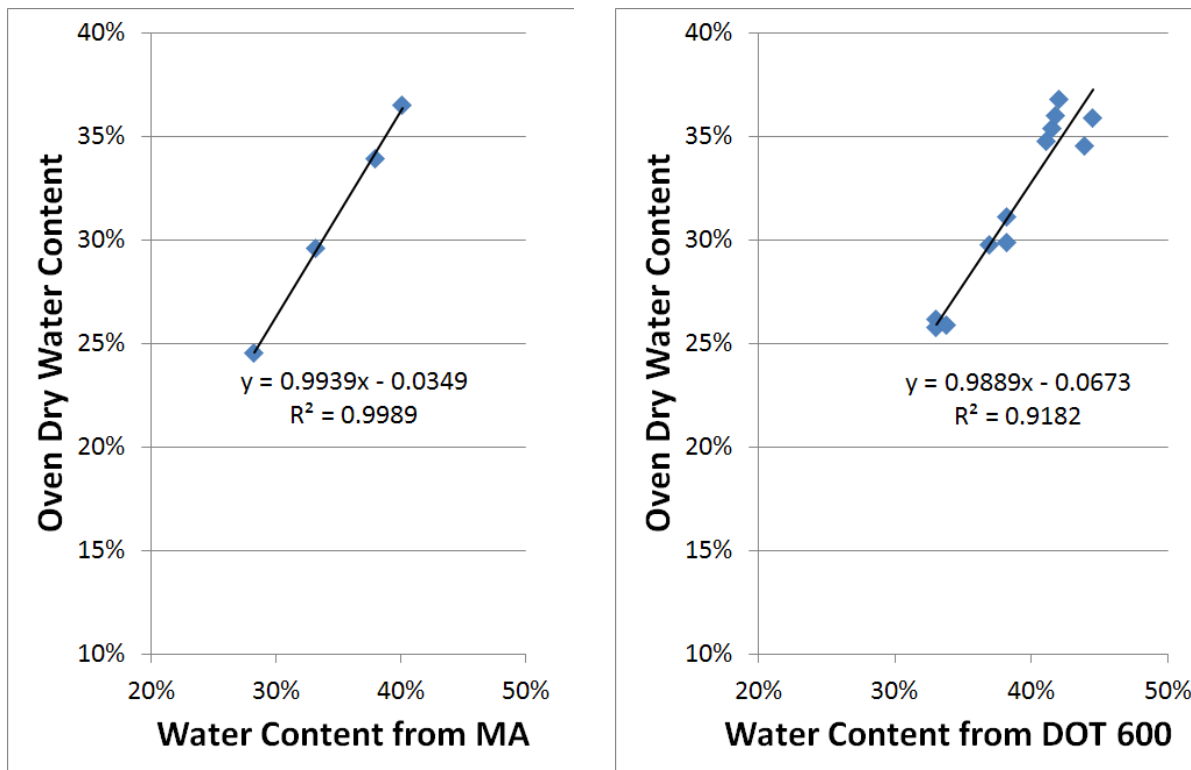 Oven Dry Water Content
40%
35%
30%
25%
20%
15%
10%
y = 0.9939x - 0.0349
R² = 0.9989
20% 30% 40% 50%
Water Content from MA
Oven Dry Water Content
40%
35%
30%
25%
20%
15%
10%
y = 0.9889x - 0.0673
R² = 0.9182
20% 30% 40% 50%
Water Content from DOT 600